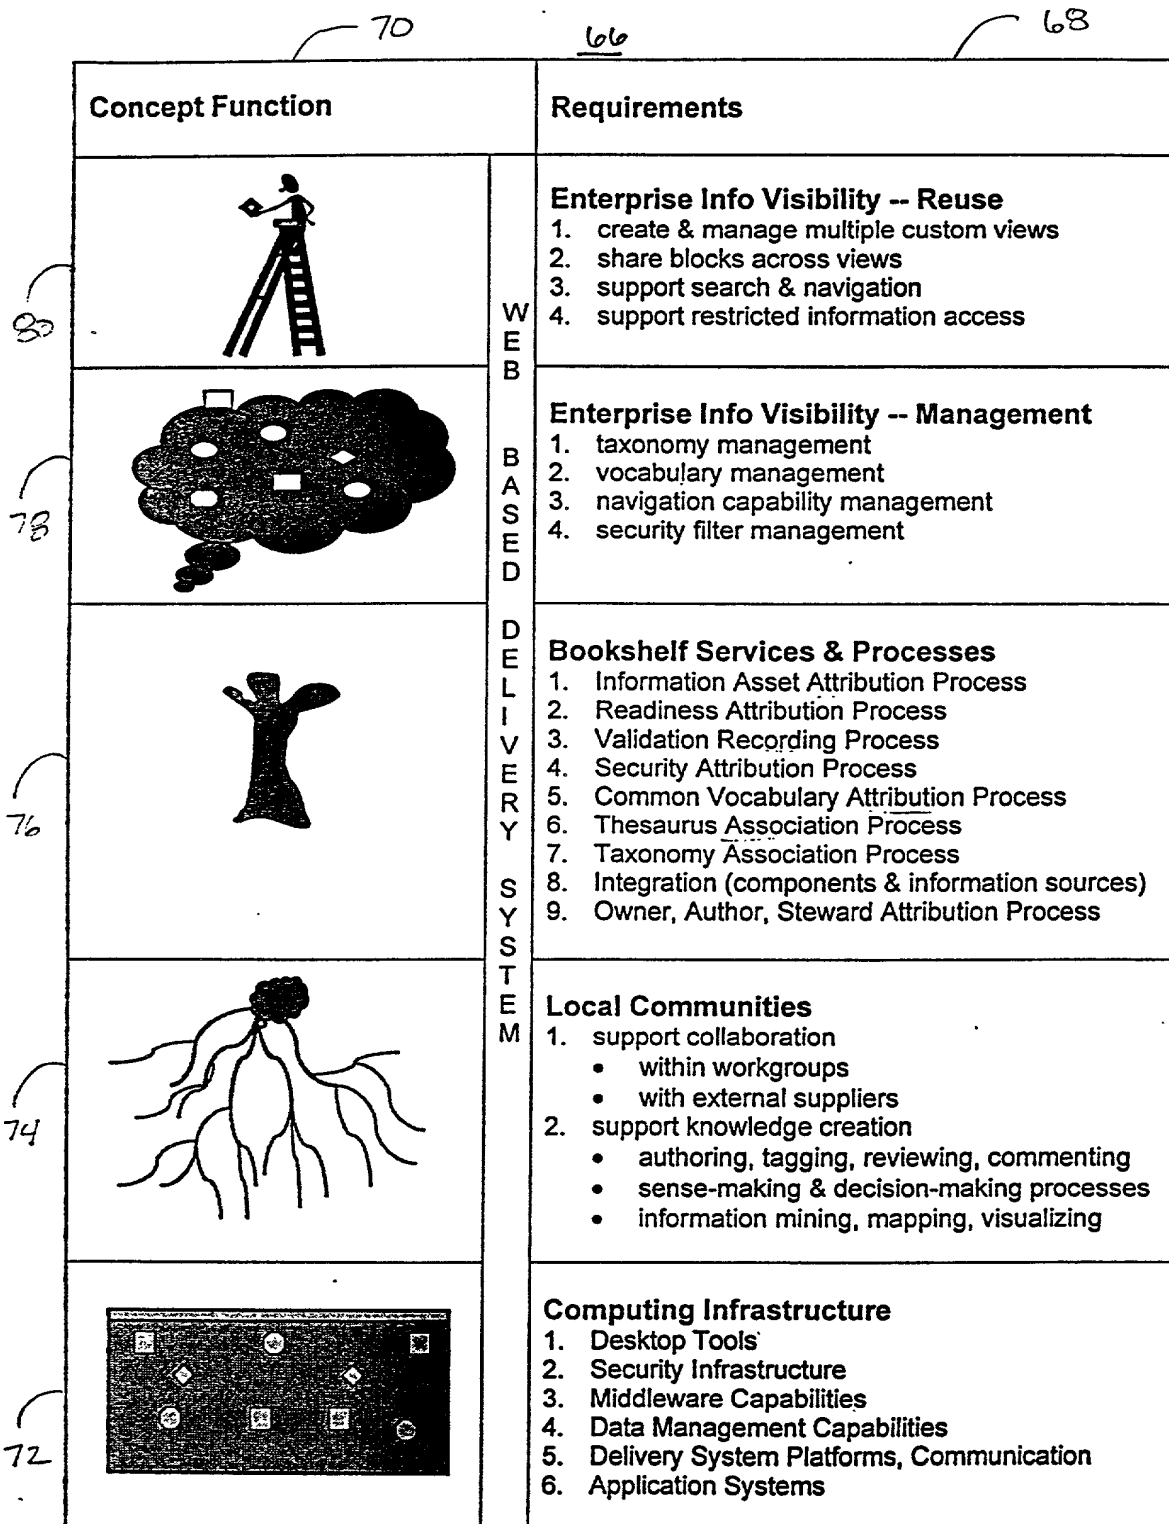 70
66
68
Concept Function
Requirements
80
Enterprise Info Visibility -- Reuse
1. create & manage multiple custom views
2. share blocks across views
3. support search & navigation
4. support restricted information access
WEB BASED DELIVERY SYSTEM
78
Enterprise Info Visibility -- Management
1. taxonomy management
2. vocabulary management
3. navigation capability management
4. security filter management
76
Bookshelf Services & Processes
1. Information Asset Attribution Process
2. Readiness Attribution Process
3. Validation Recording Process
4. Security Attribution Process
5. Common Vocabulary Attribution Process
6. Thesaurus Association Process
7. Taxonomy Association Process
8. Integration (components & information sources)
9. Owner, Author, Steward Attribution Process
74
Local Communities
1. support collaboration
• within workgroups
• with external suppliers
2. support knowledge creation
• authoring, tagging, reviewing, commenting
• sense-making & decision-making processes
• information mining, mapping, visualizing
72
Computing Infrastructure
1. Desktop Tools
2. Security Infrastructure
3. Middleware Capabilities
4. Data Management Capabilities
5. Delivery System Platforms, Communication
6. Application Systems